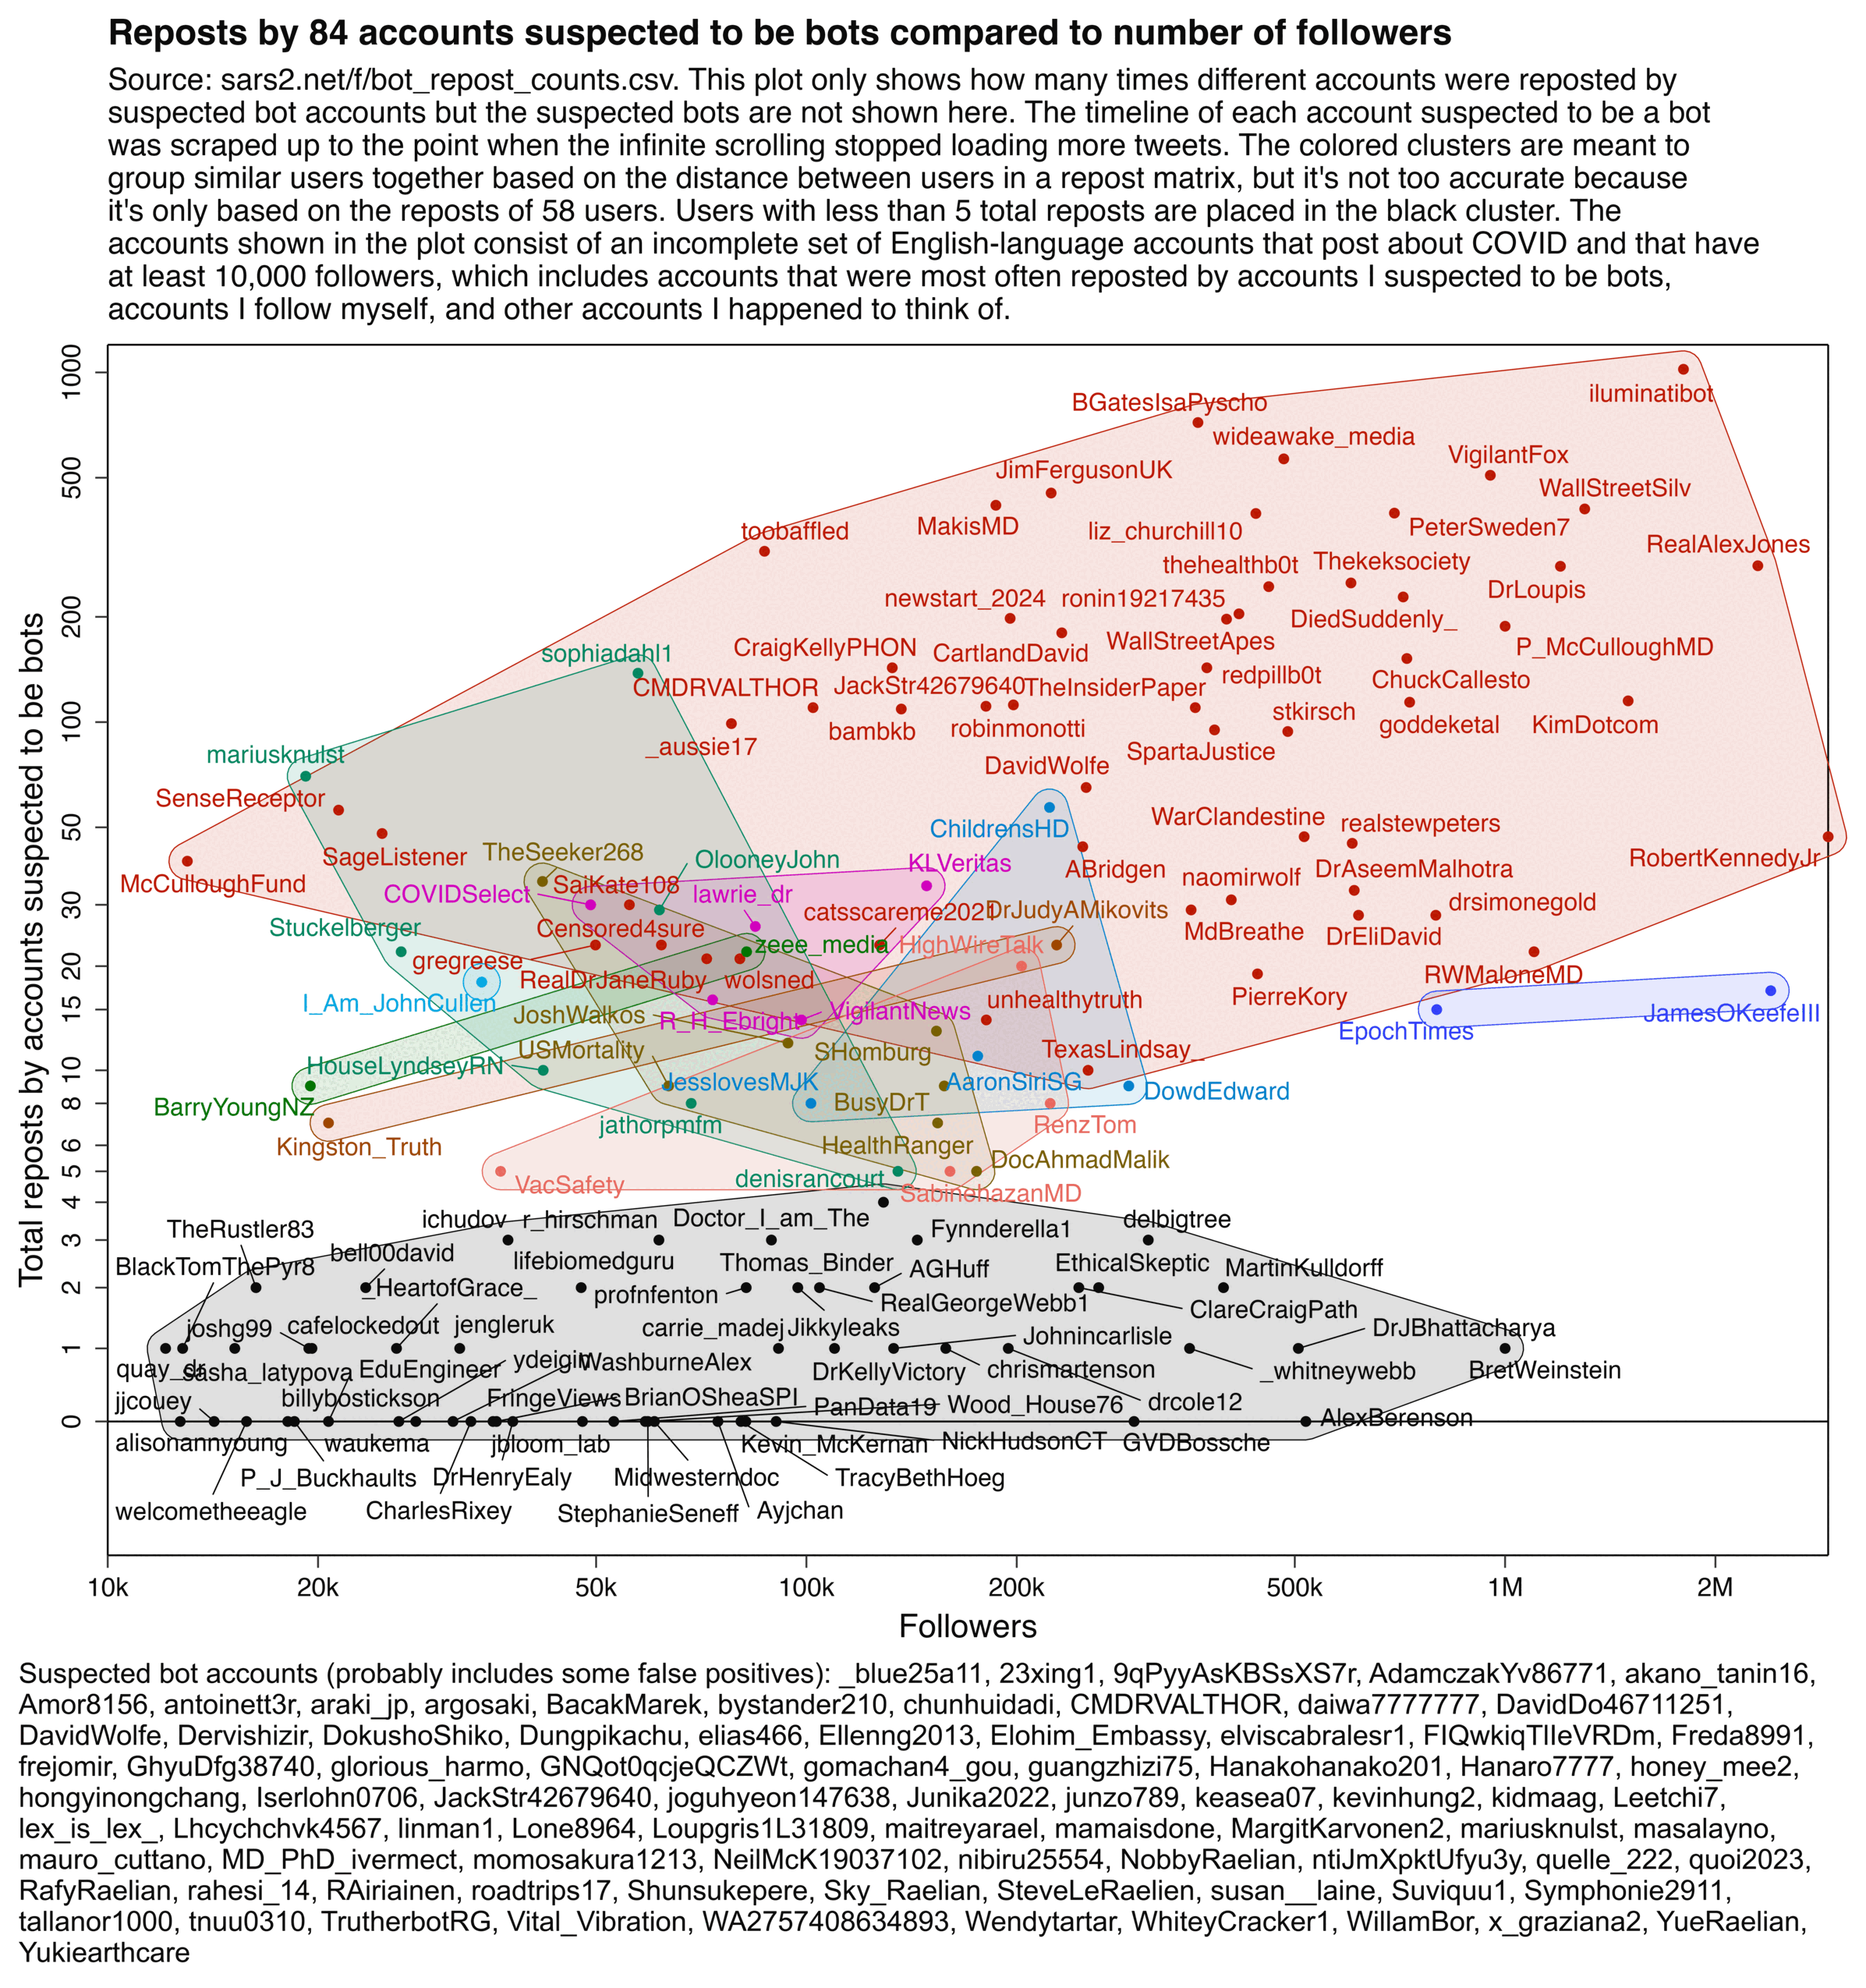 Reposts by 84 accounts suspected to be bots compared to number of followers
Source: sars2.net/f/bot_repost_counts.csv. This plot only shows how many times different accounts were reposted by
suspected bot accounts but the suspected bots are not shown here. The timeline of each account suspected to be a bot
was scraped up to the point when the infinite scrolling stopped loading more tweets. The colored clusters are meant to
group similar users together based on the distance between users in a repost matrix, but it's not too accurate because
it's only based on the reposts of 58 users. Users with less than 5 total reposts are placed in the black cluster. The
accounts shown in the plot consist of an incomplete set of English-language accounts that post about COVID and that have
at least 10,000 followers, which includes accounts that were most often reposted by accounts I suspected to be bots,
accounts I follow myself, and other accounts I happened to think of.
Total reposts by accounts suspected to be bots
1000
500
200
100
50
30
20
15
10
8
6
5
4
3
2
1
0
iluminatibot
BGatesIsaPyscho
wideawake_media
VigilantFox
JimFergusonUK
WallStreetSilv
MakisMD
liz_churchill10
PeterSweden7
toobaffled
RealAlexJones
thehealthb0t
Thekeksociety
DrLoupis
newstart_2024
ronin19217435
DiedSuddenly_
WallStreetApes
P_McCulloughMD
CraigKellyPHON
CartlandDavid
sophiadahl1
redpillb0t
ChuckCallesto
CMDRVALTHOR
JackStr42679640
TheInsiderPaper
stkirsch
goddeketal
KimDotcom
bambkb
robinmonotti
_aussie17
SpartaJustice
mariusknulst
DavidWolfe
SenseReceptor
WarClandestine
realstewpeters
ChildrensHD
SageListener
TheSeeker268
OlooneyJohn
KLVeritas
RobertKennedyJr
ABridgen
DrAseemMalhotra
McCulloughFund
COVIDSelect
SaiKate108
lawrie_dr
naomirwolf
drsimonegold
catsscareme2021
DrJudyAMikovits
Stuckelberger
Censored4sure
MdBreathe
DrEliDavid
zeee_media
HighWireTalk
gregreese
RealDrJaneRuby
wolsned
RWMaloneMD
I_Am_JohnCullen
PierreKory
unhealthytruth
JoshWalkos
R_H_Ebright
VigilantNews
JamesOKeefeIII
EpochTimes
USMortality
SHomburg
TexasLindsay_
HouseLyndseyRN
JesslovesMJK
AaronSiriSG
DowdEdward
BarryYoungNZ
BusyDrT
jathorpmfm
RenzTom
Kingston_Truth
HealthRanger
DocAhmadMalik
VacSafety
denisrancourt
SabinehazanMD
TheRustler83
ichudov
r_hirschman
Doctor_I_am_The
Fynnderella1
delbigtree
BlackTomThePyr8
bell00david
lifebiomedguru
Thomas_Binder
AGHuff
EthicalSkeptic
MartinKulldorff
_HeartofGrace_
profnfenton
RealGeorgeWebb1
ClareCraigPath
joshg99
cafelockedout
jengleruk
carrie_madej
Jikkyleaks
Johnincarlisle
DrJBhattacharya
quay_dr
sasha_latypova
EduEngineer
ydeigin
WashburneAlex
DrKellyVictory
chrismartenson
_whitneywebb
BretWeinstein
jjcouey
billybostickson
FringeViews
BrianOSheaSPI
PanData19
Wood_House76
drcole12
AlexBerenson
alisonannyoung
waukema
jbloom_lab
Kevin_McKernan
NickHudsonCT
GVDBossche
P_J_Buckhaults
DrHenryEaly
Midwesterndoc
TracyBethHoeg
welcometheeagle
CharlesRixey
StephanieSeneff
Ayjchan
10k
20k
50k
100k
200k
500k
1M
2M
Followers
Suspected bot accounts (probably includes some false positives): _blue25a11, 23xing1, 9qPyyAsKBSsXS7r, AdamczakYv86771, akano_tanin16,
Amor8156, antoinett3r, araki_jp, argosaki, BacakMarek, bystander210, chunhuidadi, CMDRVALTHOR, daiwa7777777, DavidDo46711251,
DavidWolfe, Dervishizir, DokushoShiko, Dungpikachu, elias466, Ellenng2013, Elohim_Embassy, elviscabralesr1, FIQwkiqTlIeVRDm, Freda8991,
frejomir, GhyuDfg38740, glorious_harmo, GNQot0qcjeQCZWt, gomachan4_gou, guangzhizi75, Hanakohanako201, Hanaro7777, honey_mee2,
hongyinongchang, Iserlohn0706, JackStr42679640, joguhyeon147638, Junika2022, junzo789, keasea07, kevinhung2, kidmaag, Leetchi7,
lex_is_lex_, Lhcychchvk4567, linman1, Lone8964, Loupgris1L31809, maitreyarael, mamaisdone, MargitKarvonen2, mariusknulst, masalayno,
mauro_cuttano, MD_PhD_ivermect, momosakura1213, NeilMcK19037102, nibiru25554, NobbyRaelian, ntiJmXpktUfyu3y, quelle_222, quoi2023,
RafyRaelian, rahesi_14, RAiriainen, roadtrips17, Shunsukepere, Sky_Raelian, SteveLeRaelien, susan__laine, Suviquu1, Symphonie2911,
tallanor1000, tnuu0310, TrutherbotRG, Vital_Vibration, WA2757408634893, Wendytartar, WhiteyCracker1, WillamBor, x_graziana2, YueRaelian,
Yukiearthcare